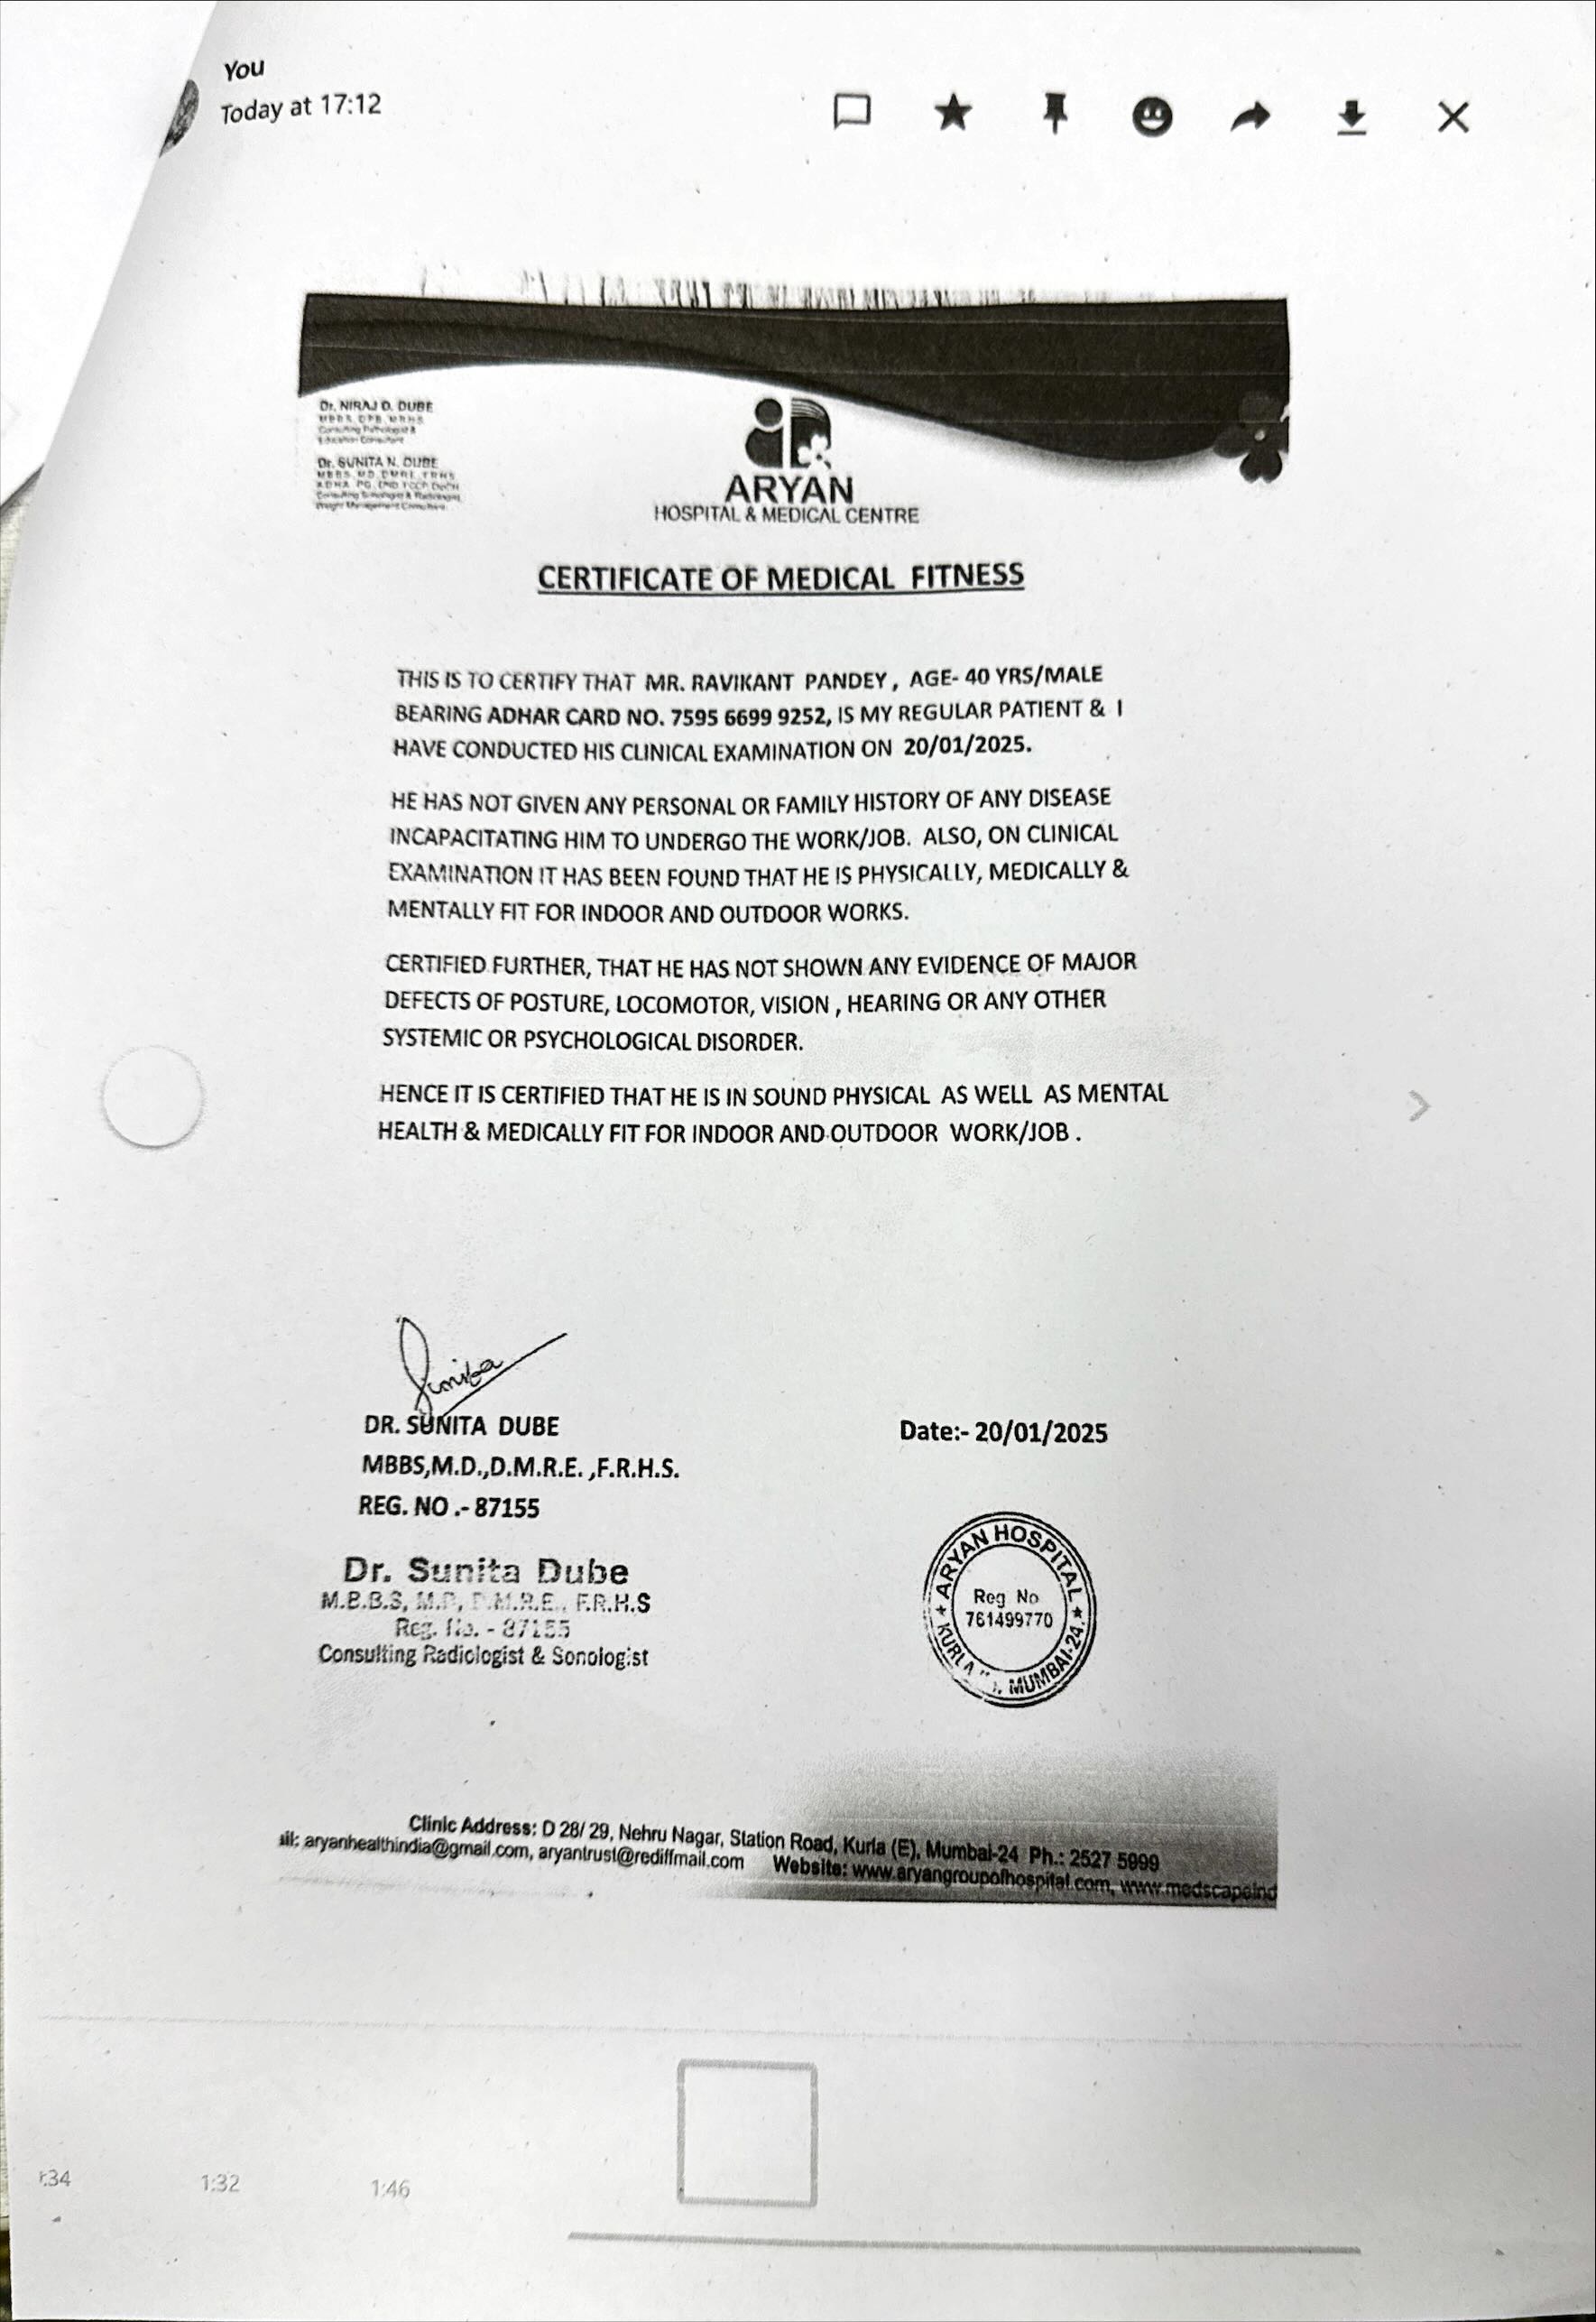 You
Today at 17:12
Dr. NIRAJ D. DUBE
Consulting Pathologist &
Education Consultant
Dr. SUNITA N. DUBE
Consulting Sonologist & Radiologist
Weight Management Consultant
ARYAN
HOSPITAL & MEDICAL CENTRE
CERTIFICATE OF MEDICAL FITNESS
THIS IS TO CERTIFY THAT MR. RAVIKANT PANDEY , AGE- 40 YRS/MALE
BEARING ADHAR CARD NO. 7595 6699 9252, IS MY REGULAR PATIENT & I
HAVE CONDUCTED HIS CLINICAL EXAMINATION ON 20/01/2025.
HE HAS NOT GIVEN ANY PERSONAL OR FAMILY HISTORY OF ANY DISEASE
INCAPACITATING HIM TO UNDERGO THE WORK/JOB. ALSO, ON CLINICAL
EXAMINATION IT HAS BEEN FOUND THAT HE IS PHYSICALLY, MEDICALLY &
MENTALLY FIT FOR INDOOR AND OUTDOOR WORKS.
CERTIFIED FURTHER, THAT HE HAS NOT SHOWN ANY EVIDENCE OF MAJOR
DEFECTS OF POSTURE, LOCOMOTOR, VISION , HEARING OR ANY OTHER
SYSTEMIC OR PSYCHOLOGICAL DISORDER.
HENCE IT IS CERTIFIED THAT HE IS IN SOUND PHYSICAL AS WELL AS MENTAL
HEALTH & MEDICALLY FIT FOR INDOOR AND OUTDOOR WORK/JOB .
Sunita
DR. SUNITA DUBE
MBBS,M.D.,D.M.R.E. ,F.R.H.S.
REG. NO .- 87155
Date:- 20/01/2025
Dr. Sunita Dube
M.B.B.S, M.D, D.M.R.E., F.R.H.S
Reg. No. - 87155
Consulting Radiologist & Sonologist
ARYAN HOSPITAL
Reg No
761499770
KURLA MUMBAI-24.
Clinic Address: D 28/ 29, Nehru Nagar, Station Road, Kurla (E), Mumbai-24 Ph.: 2527 5999
ail: aryanhealthindia@gmail.com, aryantrust@rediffmail.com Website: www.aryangroupofhospital.com, www.medscapeind
1:32
1:46